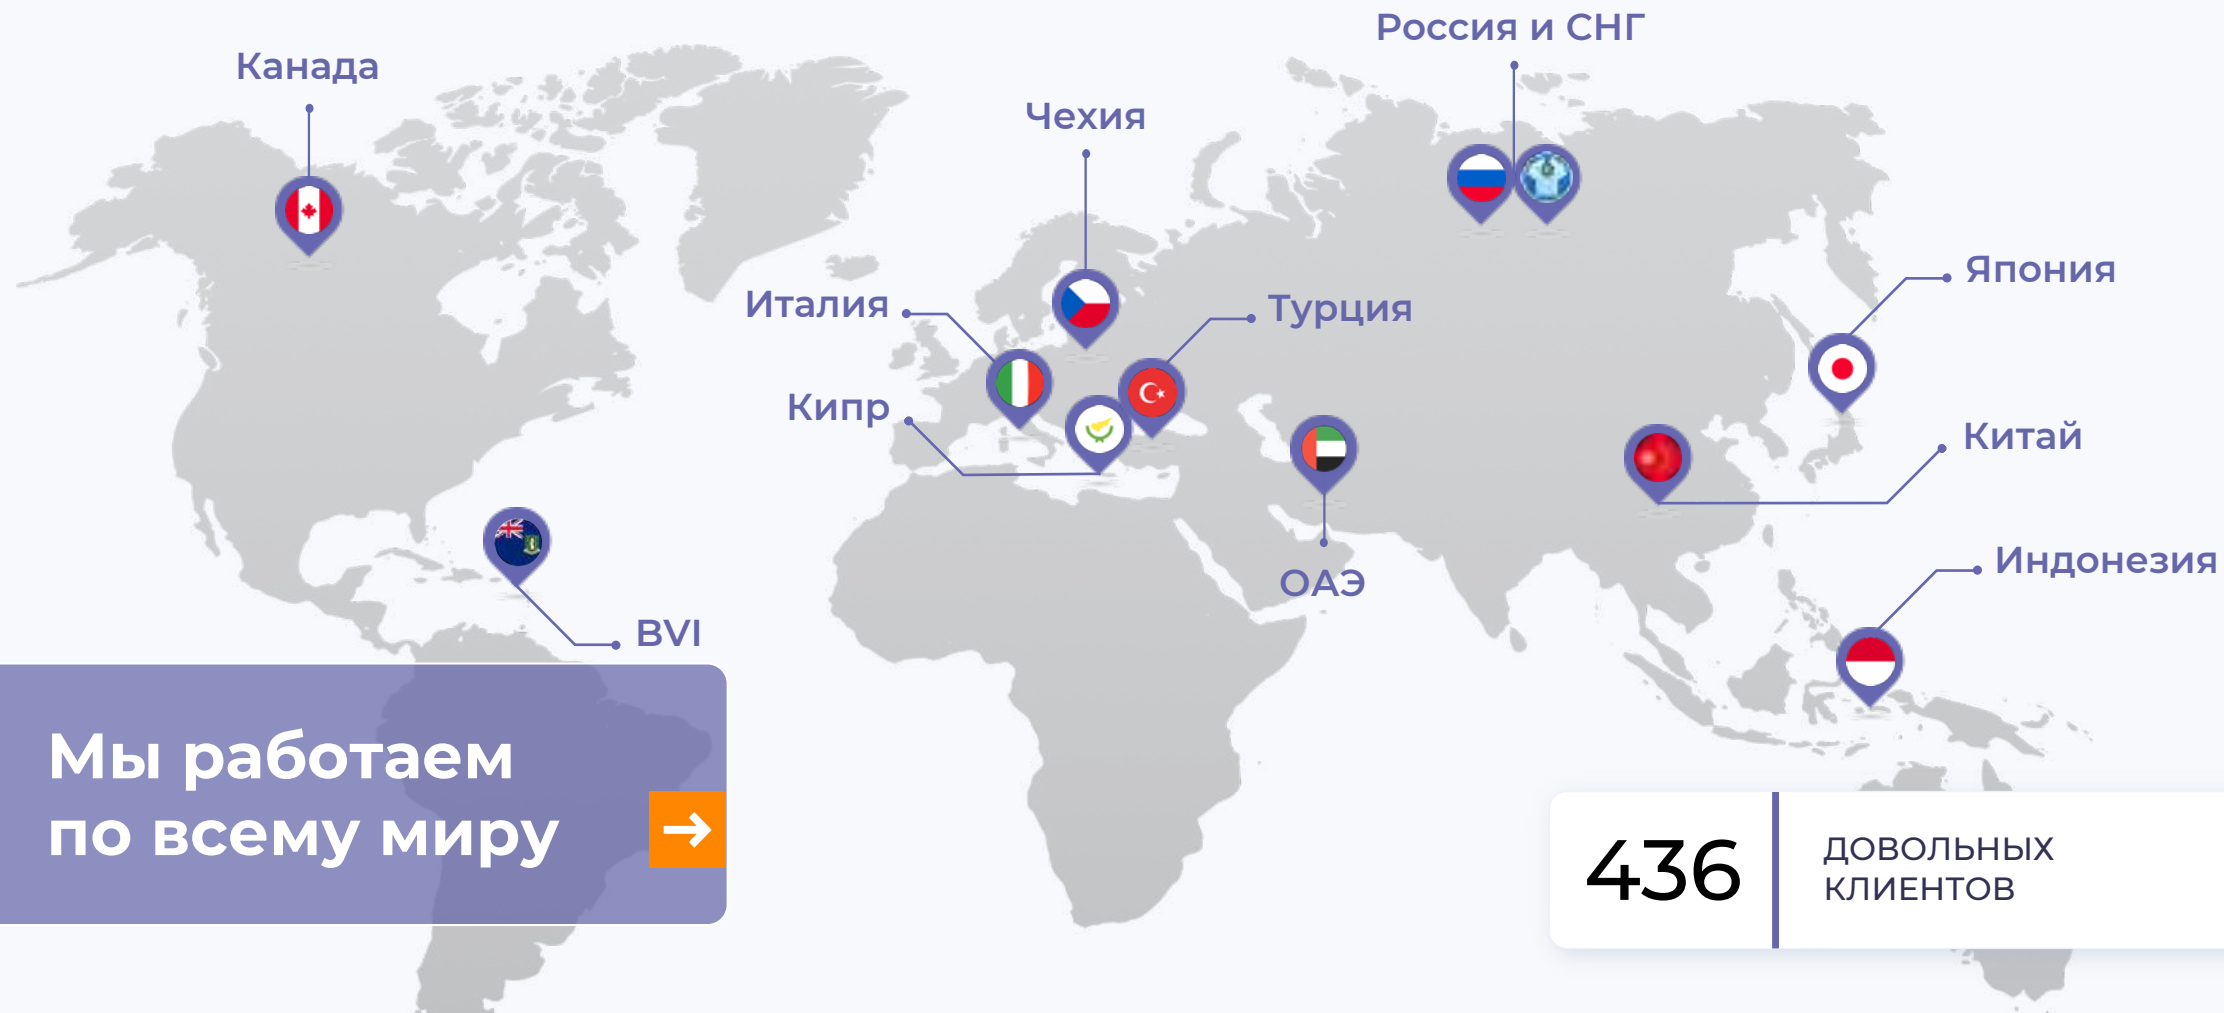 Россия и СНГ
Канада
Чехия
Япония
Италия
Турция
Кипр
Китай
Индонезия
ОАЭ
BVI
Мы работаем
по всему миру
436
ДОВОЛЬНЫХ
КЛИЕНТОВ